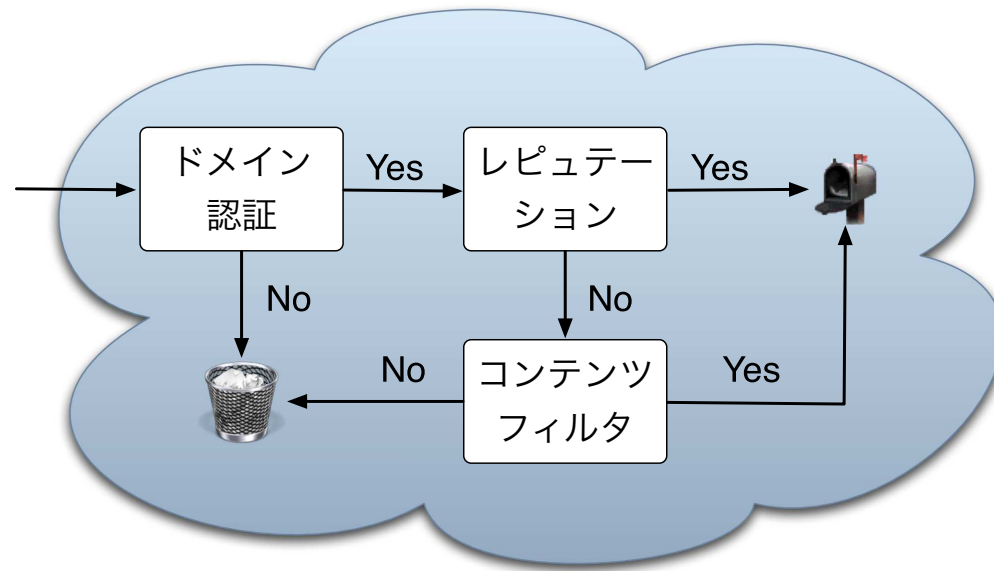 ドメイン
認証
Yes
レピュテー
ション
Yes
No
No
No
コンテンツ
フィルタ
Yes